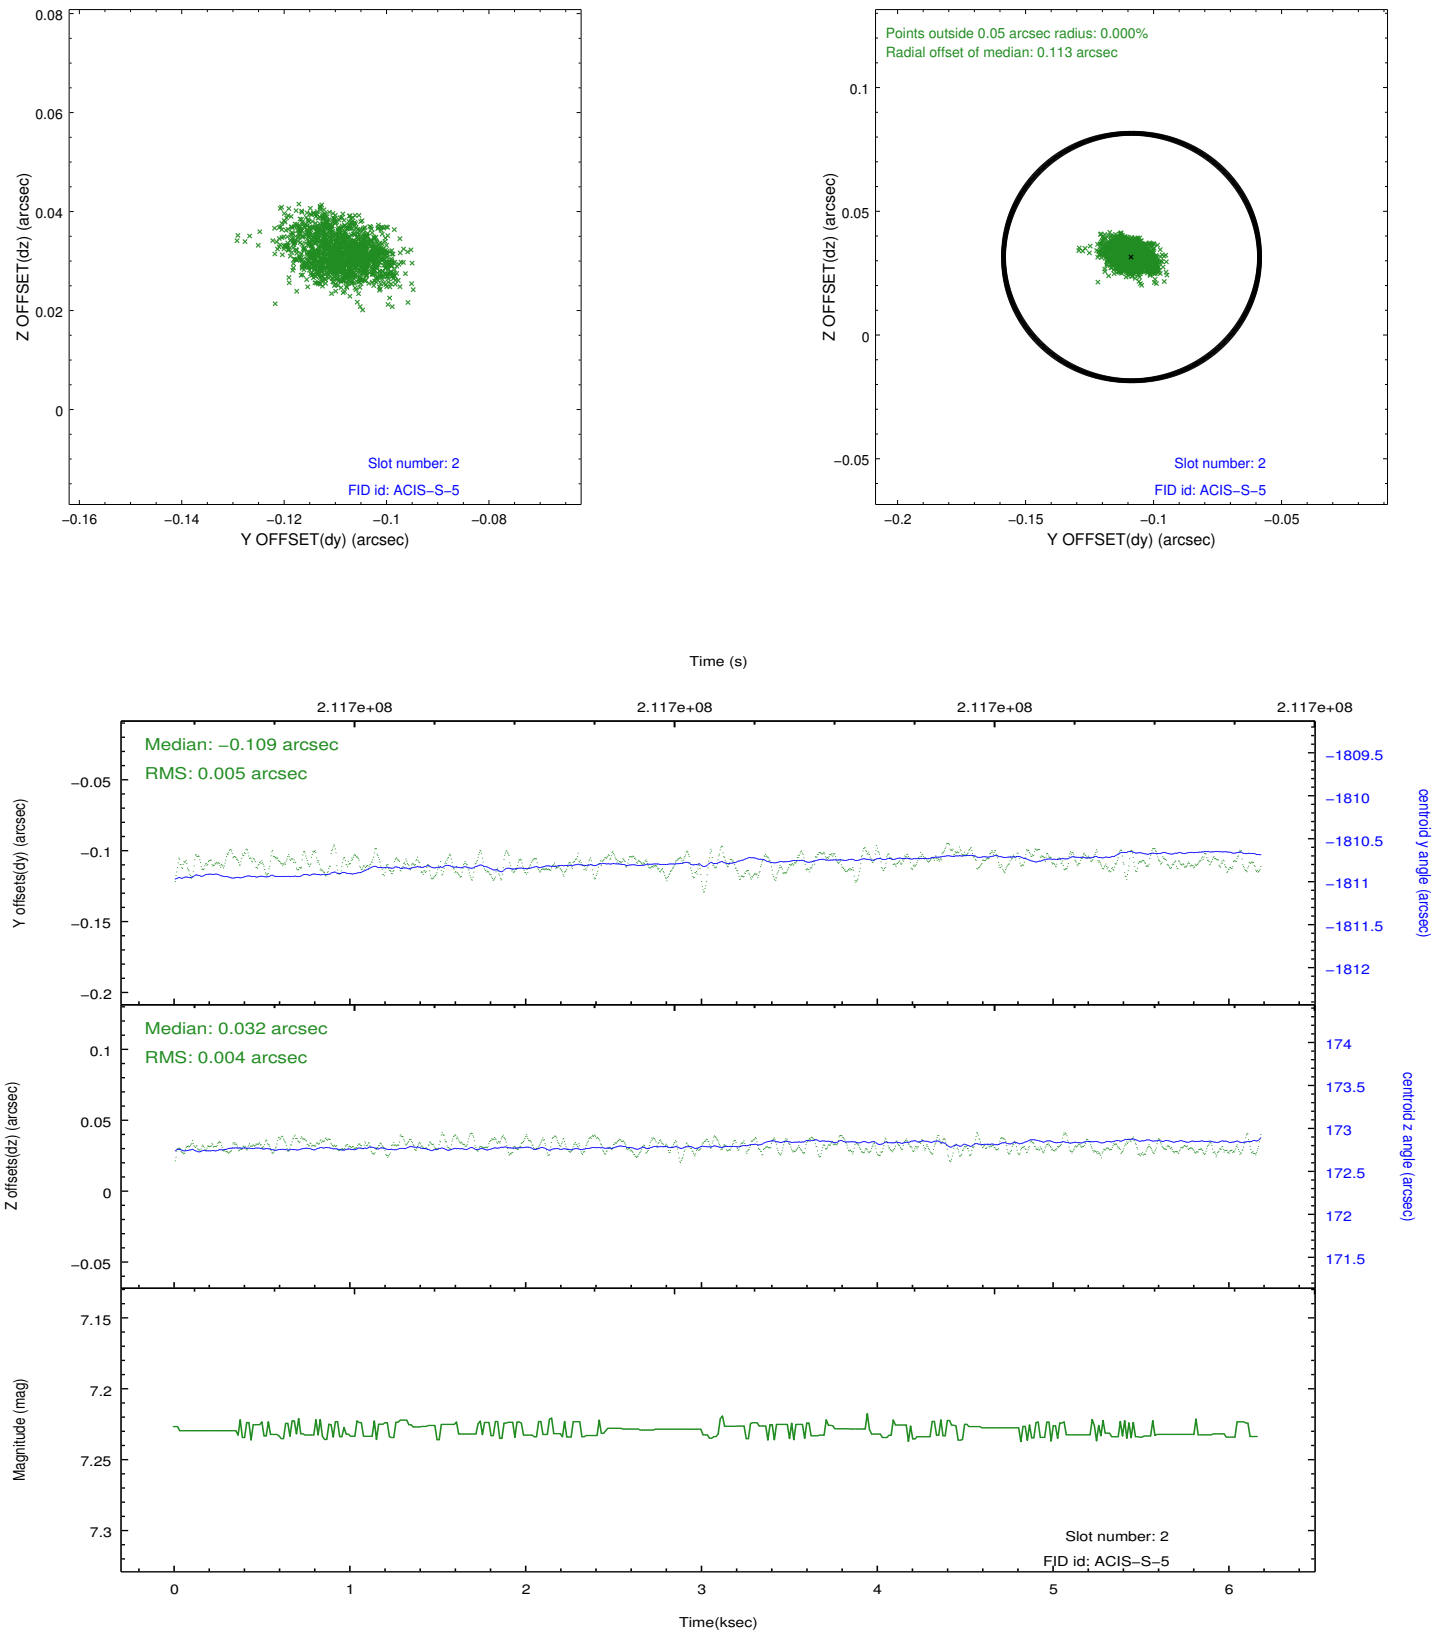 0.08
0.06
0.04
0.02
0
Z OFFSET(dz) (arcsec)
Slot number: 2
FID id: ACIS−S−5
−0.16 −0.14 −0.12 −0.1 −0.08
Y OFFSET(dy) (arcsec)
Points outside 0.05 arcsec radius: 0.000%
Radial offset of median: 0.113 arcsec
0.1
0.05
0
−0.05
Z OFFSET(dz) (arcsec)
Slot number: 2
FID id: ACIS−S−5
−0.2 −0.15 −0.1 −0.05
Y OFFSET(dy) (arcsec)
Time (s)
2.117e+08 2.117e+08 2.117e+08 2.117e+08
Median: −0.109 arcsec
RMS: 0.005 arcsec
−0.05
−0.1
−0.15
−0.2
Y offsets(dy) (arcsec)
−1809.5
−1810
−1810.5
−1811
−1811.5
−1812
centroid y angle (arcsec)
Median: 0.032 arcsec
RMS: 0.004 arcsec
0.1
0.05
0
−0.05
Z offsets(dz) (arcsec)
174
173.5
173
172.5
172
171.5
centroid z angle (arcsec)
7.15
7.2
7.25
7.3
Magnitude (mag)
Slot number: 2
FID id: ACIS−S−5
0 1 2 3 4 5 6
Time(ksec)